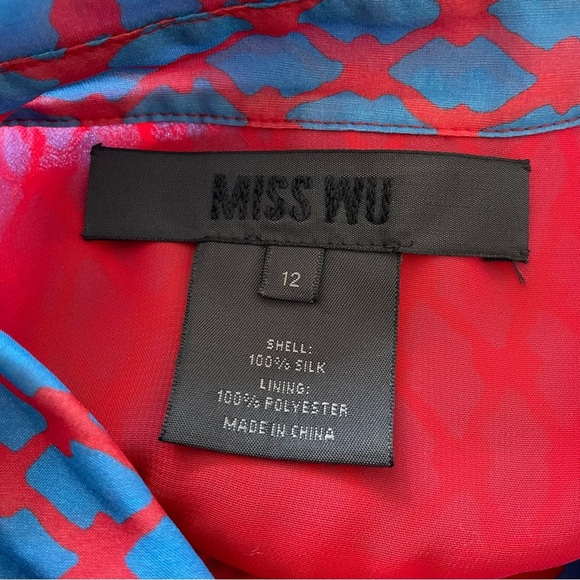 MISS WU
12
SHELL:
100% SILK
LINING:
100% POLYESTER
MADE IN CHINA